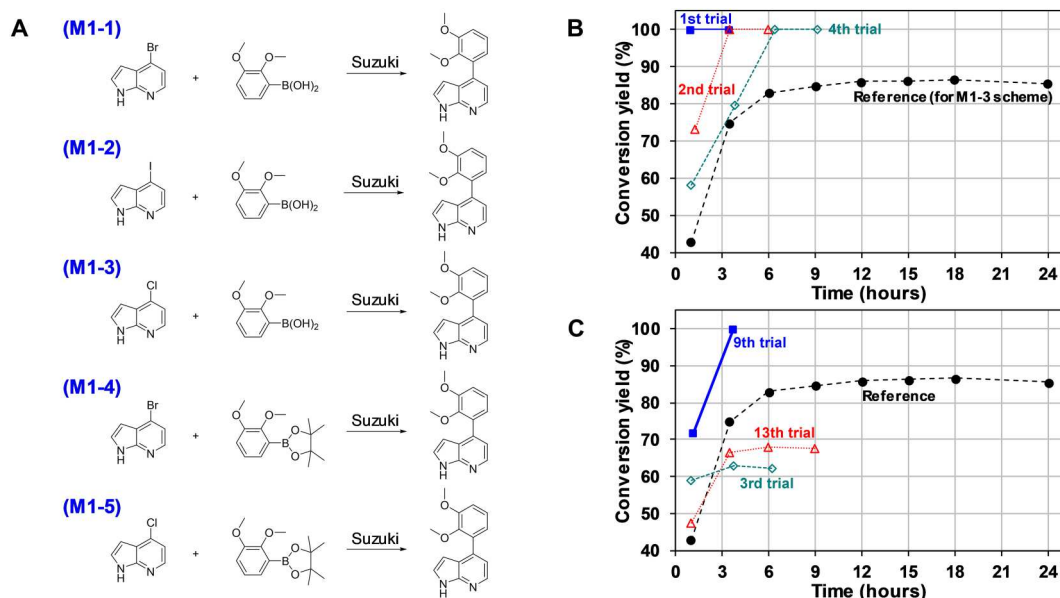 A
(M1-1)
Br
N
H
N
+
O
O
B(OH)2
Suzuki
O
O
N
H
N
(M1-2)
I
N
H
N
+
O
O
B(OH)2
Suzuki
O
O
N
H
N
(M1-3)
Cl
N
H
N
+
O
O
B(OH)2
Suzuki
O
O
N
H
N
(M1-4)
Br
N
H
N
+
O
O
B
O
O
Suzuki
O
O
N
H
N
(M1-5)
Cl
N
H
N
+
O
O
B
O
O
Suzuki
O
O
N
H
N
B
Conversion yield (%)
100
90
80
70
60
50
40
1st trial
2nd trial
4th trial
Reference (for M1-3 scheme)
0 3 6 9 12 15 18 21 24
Time (hours)
C
Conversion yield (%)
100
90
80
70
60
50
40
9th trial
Reference
13th trial
3rd trial
0 3 6 9 12 15 18 21 24
Time (hours)